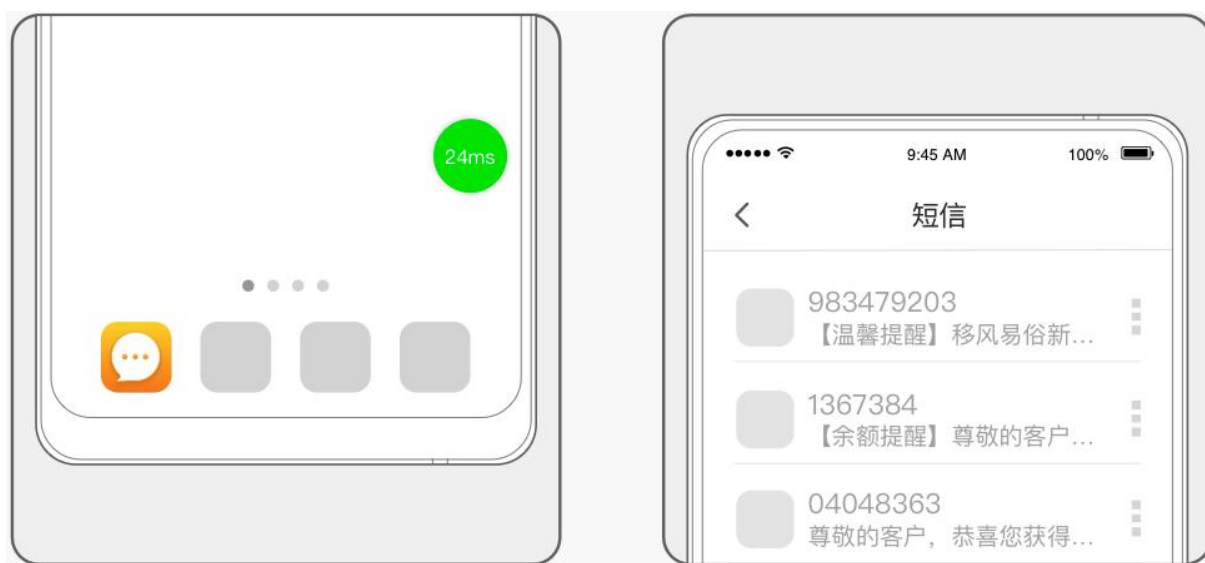 24ms
9:45 AM
100%
短信
983479203
【温馨提醒】移风易俗新...
1367384
【余额提醒】尊敬的客户...
04048363
尊敬的客户，恭喜您获得...